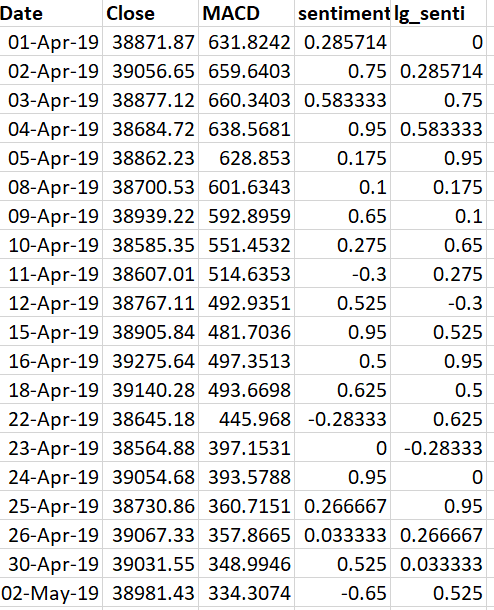 Date Close MACD sentiment lg_senti
01-Apr-19 38871.87 631.8242 0.285714 0
02-Apr-19 39056.65 659.6403 0.75 0.285714
03-Apr-19 38877.12 660.3403 0.583333 0.75
04-Apr-19 38684.72 638.5681 0.95 0.583333
05-Apr-19 38862.23 628.853 0.175 0.95
08-Apr-19 38700.53 601.6343 0.1 0.175
09-Apr-19 38939.22 592.8959 0.65 0.1
10-Apr-19 38585.35 551.4532 0.275 0.65
11-Apr-19 38607.01 514.6353 -0.3 0.275
12-Apr-19 38767.11 492.9351 0.525 -0.3
15-Apr-19 38905.84 481.7036 0.95 0.525
16-Apr-19 39275.64 497.3513 0.5 0.95
18-Apr-19 39140.28 493.6698 0.625 0.5
22-Apr-19 38645.18 445.968 -0.28333 0.625
23-Apr-19 38564.88 397.1531 0 -0.28333
24-Apr-19 39054.68 393.5788 0.95 0
25-Apr-19 38730.86 360.7151 0.266667 0.95
26-Apr-19 39067.33 357.8665 0.033333 0.266667
30-Apr-19 39031.55 348.9946 0.525 0.033333
02-May-19 38981.43 334.3074 -0.65 0.525